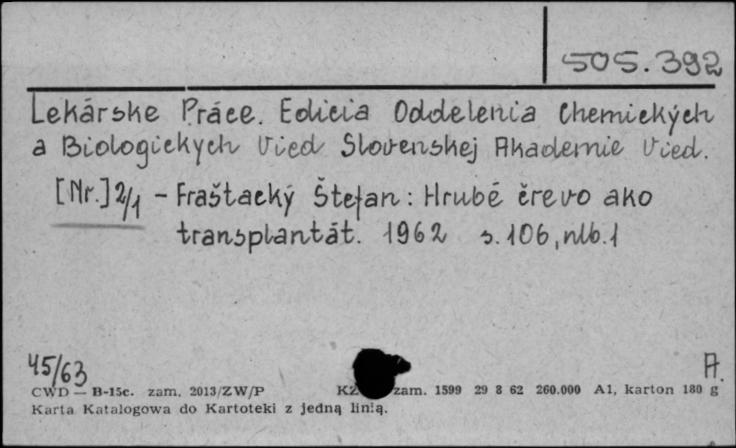 505.392
Lekárske Práce. Edicia Oddelenia Chemických
a Biologických Vied Slovenskej Akademie Vied.
[Nr.] 2/1 - Fraštacký Štefan: Hrubé črevo ako
transplantát. 1962 s. 106, nlb. 1
45/63
A.
CWD — B-15c. zam. 2013/ZW/P KZ zam. 1599 29 8 62 260.000 A1, karton 180 g
Karta Katalogowa do Kartoteki z jedną linią.